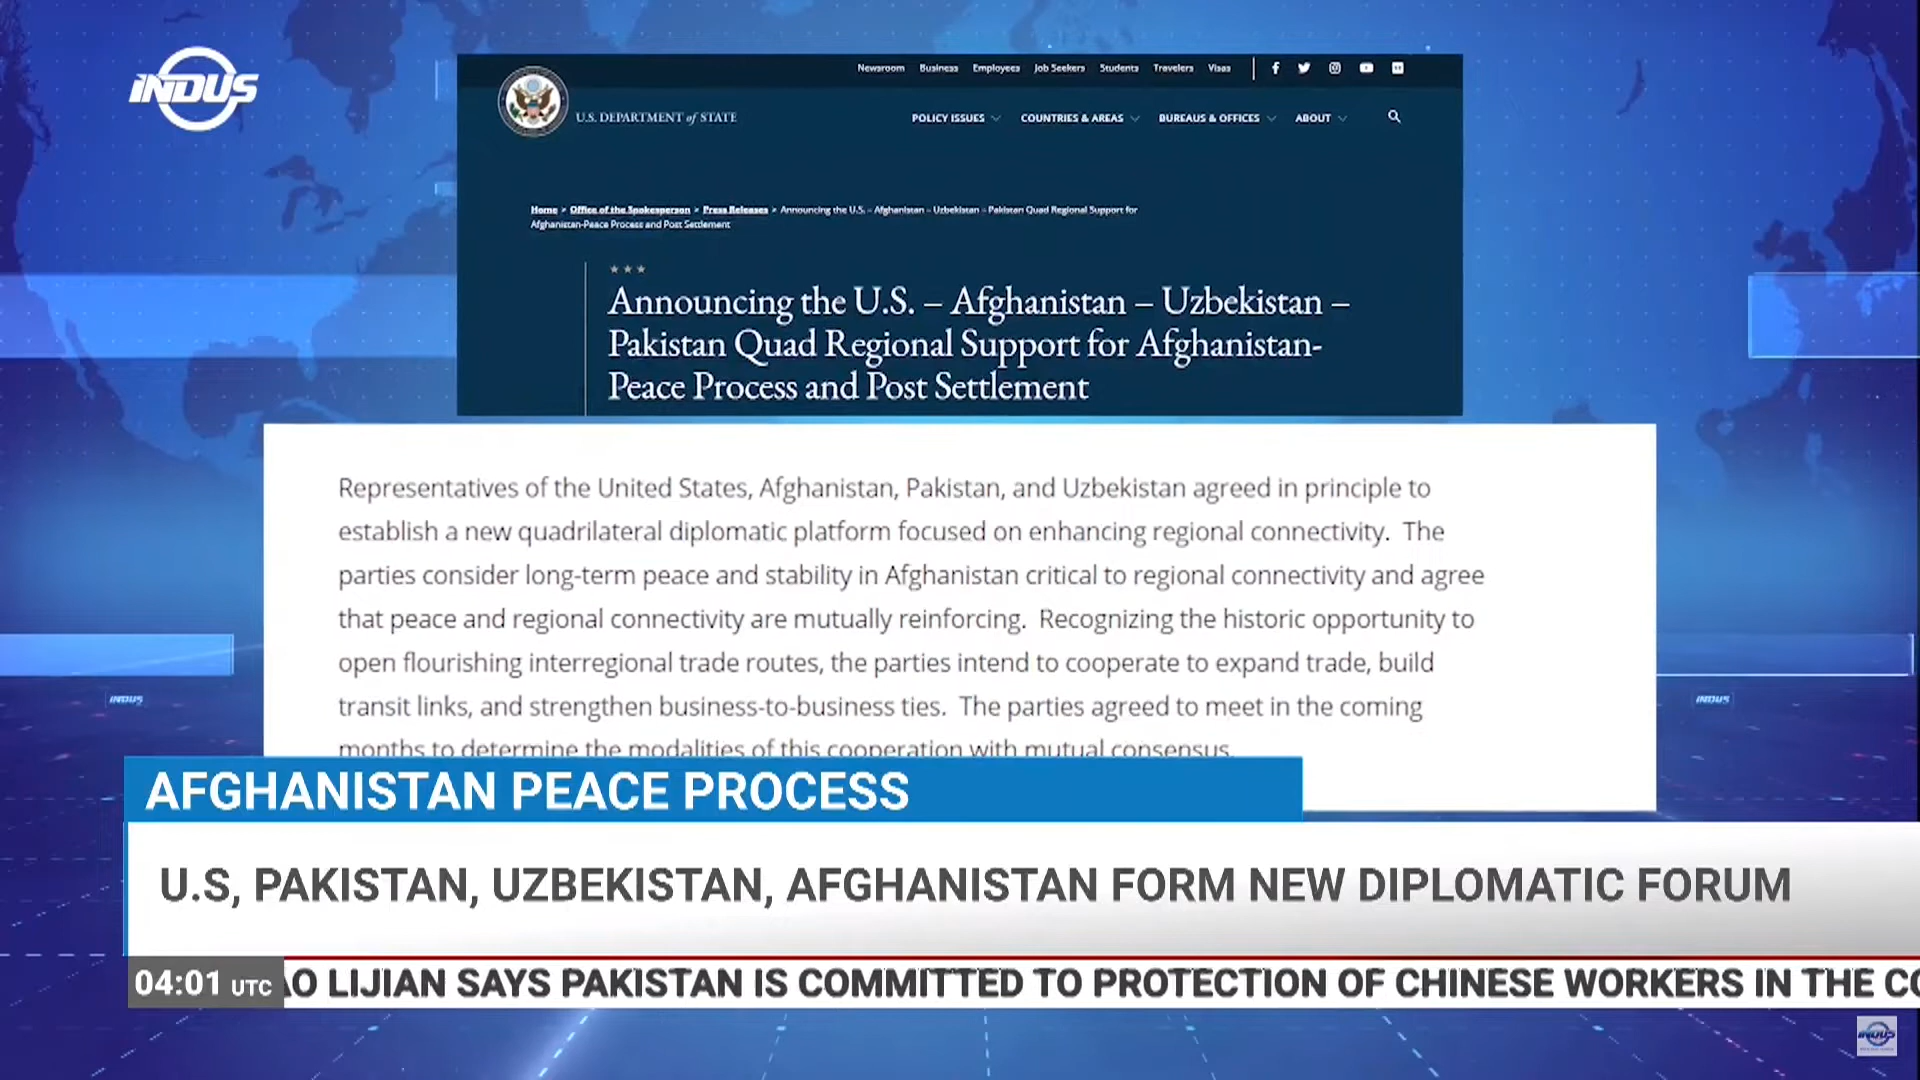 INDUS
Newsroom Business Employees Job Seekers Students Travelers Visas
U.S. DEPARTMENT of STATE
POLICY ISSUES COUNTRIES & AREAS BUREAUS & OFFICES ABOUT
Home > Office of the Spokesperson > Press Releases > Announcing the U.S. – Afghanistan – Uzbekistan – Pakistan Quad Regional Support for
Afghanistan-Peace Process and Post Settlement
Announcing the U.S. – Afghanistan – Uzbekistan –
Pakistan Quad Regional Support for Afghanistan-
Peace Process and Post Settlement
Representatives of the United States, Afghanistan, Pakistan, and Uzbekistan agreed in principle to
establish a new quadrilateral diplomatic platform focused on enhancing regional connectivity. The
parties consider long-term peace and stability in Afghanistan critical to regional connectivity and agree
that peace and regional connectivity are mutually reinforcing. Recognizing the historic opportunity to
open flourishing interregional trade routes, the parties intend to cooperate to expand trade, build
transit links, and strengthen business-to-business ties. The parties agreed to meet in the coming
months to determine the modalities of this cooperation with mutual consensus.
INDUS
INDUS
AFGHANISTAN PEACE PROCESS
U.S, PAKISTAN, UZBEKISTAN, AFGHANISTAN FORM NEW DIPLOMATIC FORUM
04:01 UTC
AO LIJIAN SAYS PAKISTAN IS COMMITTED TO PROTECTION OF CHINESE WORKERS IN THE CO
INDUS